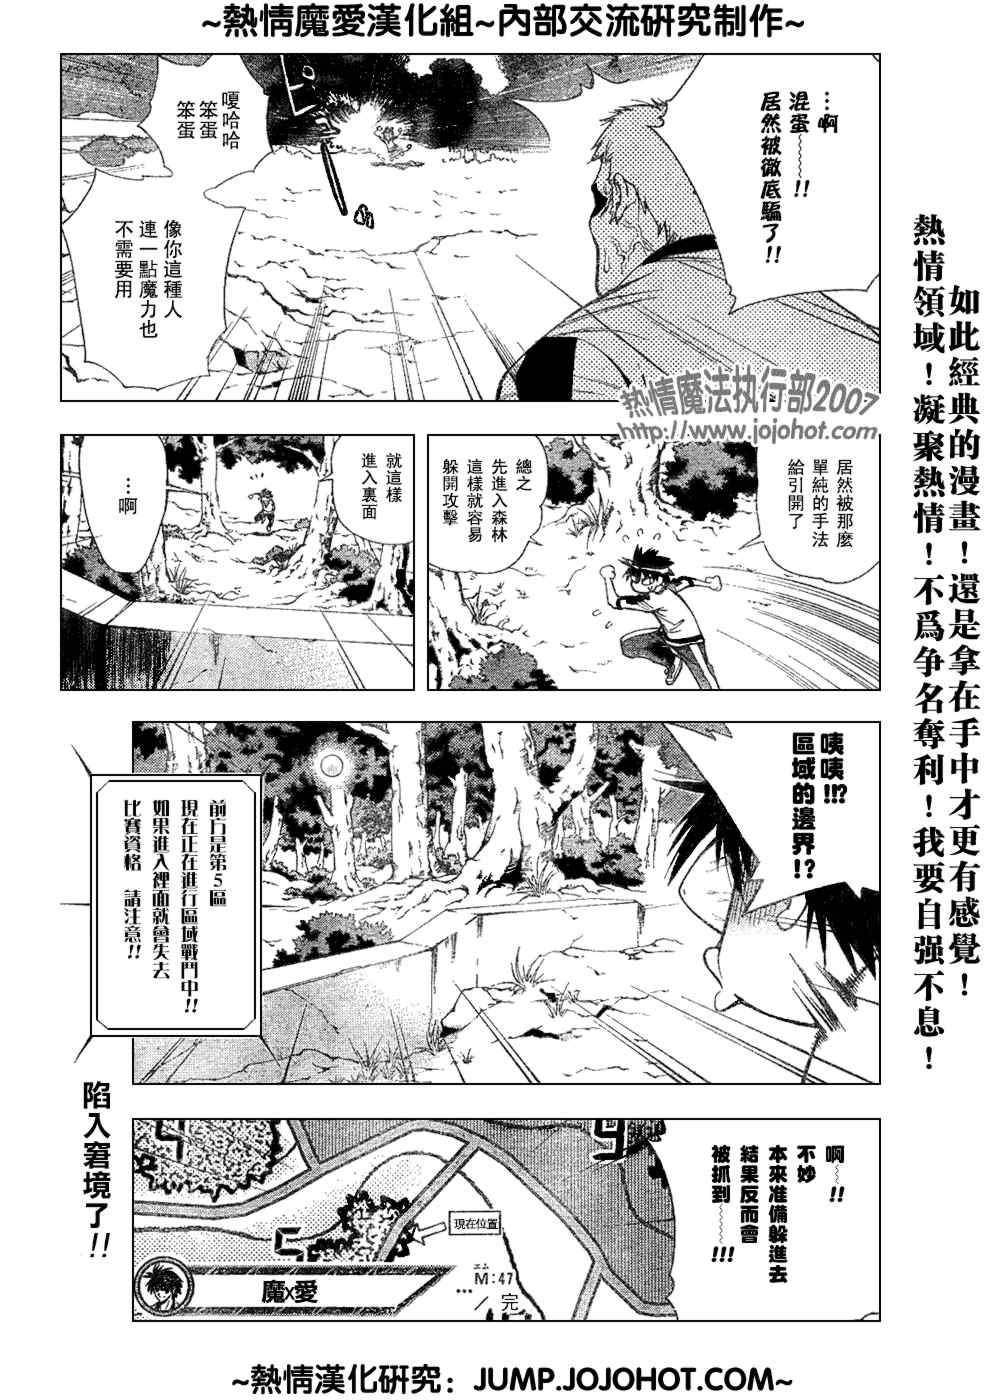 ~熱情魔愛漢化組~內部交流研究制作~
…啊
混蛋~~~!!
居然被徹底騙了!!
嗄哈哈
笨蛋
笨蛋
像你這種人
連一點魔力也
不需要用
熱情魔法执行部2007
http://www.jojohot.com
居然被那麼
單純的手法
給引開了
總之
先進入森林
這樣就容易
躲開攻擊
就這樣
進入裏面
…啊
咦咦!!?
區域的邊界!?
前方是第5區
現在正在進行區域戰鬥中!!
如果進入裡面就會失去
比賽資格 請注意!!
啊~!!
不妙
本來准備躲進去
結果反而會
被抓到~~!!!
4
9
5
現在位置
魔x愛
エム
M:47
…／完
陷入窘境了!!
如此經典的漫畫！還是拿在手中才更有感覺！
熱情領域！凝聚熱情！不爲争名奪利！我要自强不息！
~熱情漢化研究：JUMP.JOJOHOT.COM~